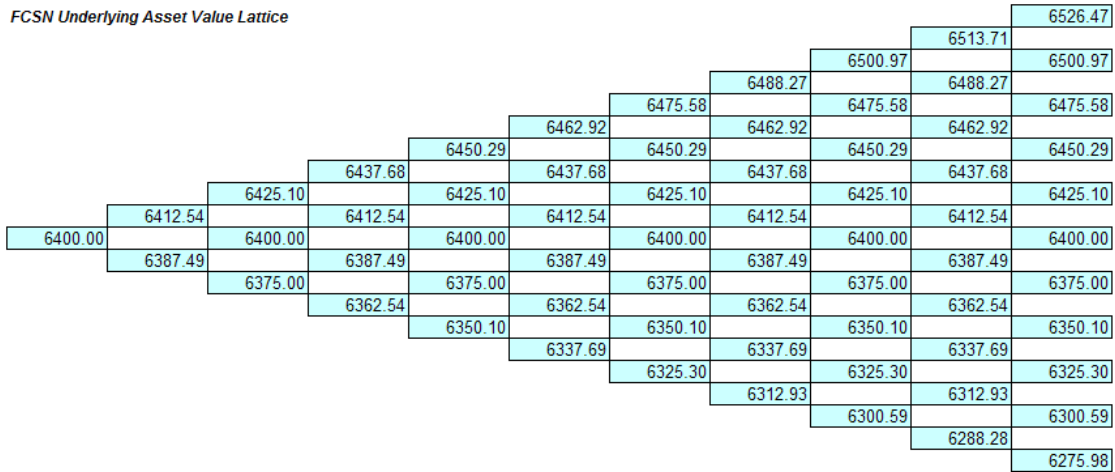 FCSN Underlying Asset Value Lattice
6526.47
6513.71
6500.97 6500.97
6488.27 6488.27
6475.58 6475.58 6475.58
6462.92 6462.92 6462.92
6450.29 6450.29 6450.29 6450.29
6437.68 6437.68 6437.68 6437.68
6425.10 6425.10 6425.10 6425.10 6425.10
6412.54 6412.54 6412.54 6412.54 6412.54
6400.00 6400.00 6400.00 6400.00 6400.00 6400.00
6387.49 6387.49 6387.49 6387.49 6387.49
6375.00 6375.00 6375.00 6375.00 6375.00
6362.54 6362.54 6362.54 6362.54
6350.10 6350.10 6350.10 6350.10
6337.69 6337.69 6337.69
6325.30 6325.30 6325.30
6312.93 6312.93
6300.59 6300.59
6288.28
6275.98